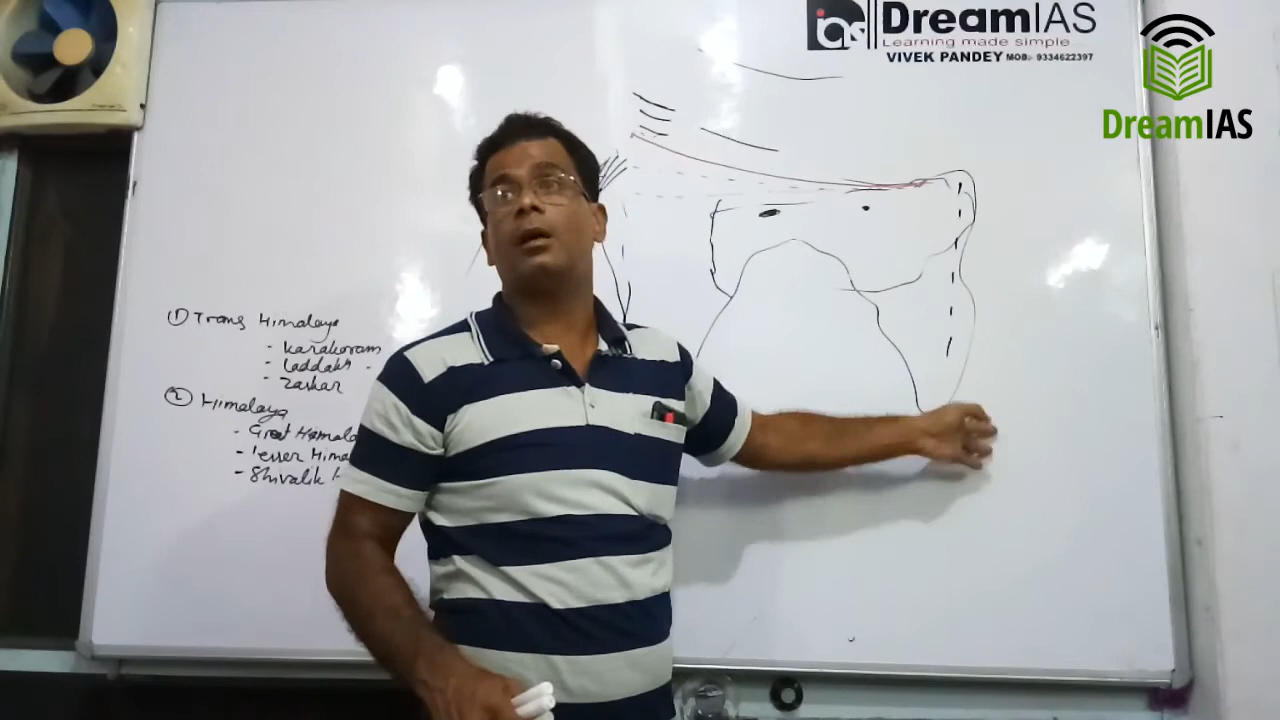 ias DreamIAS
Learning made simple
VIVEK PANDEY MOB:- 9334622397
DreamIAS
① Trans Himalaya
- Karakoram
- Laddakh -
- Zaskar
② Himalaya
- Great Himala
- Lesser Hima
- Shivalik H